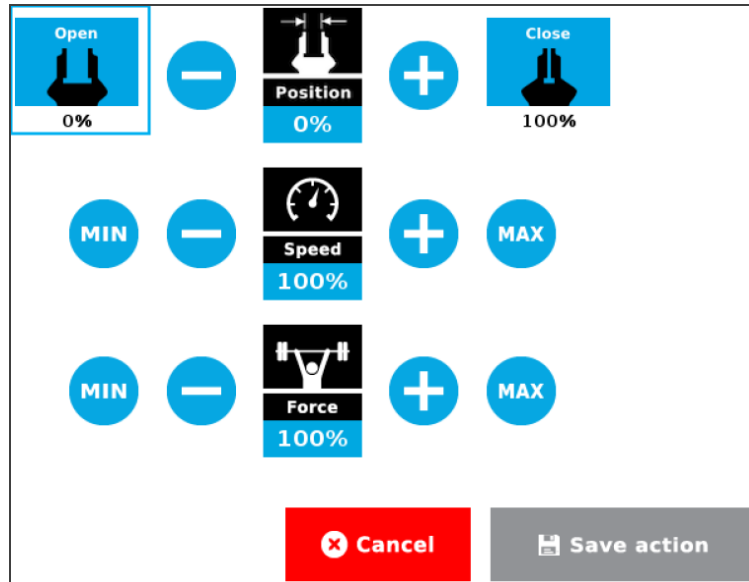 Open
Close
Position
0%
0%
100%
MIN
Speed
100%
MAX
MIN
Force
100%
MAX
Cancel
Save action